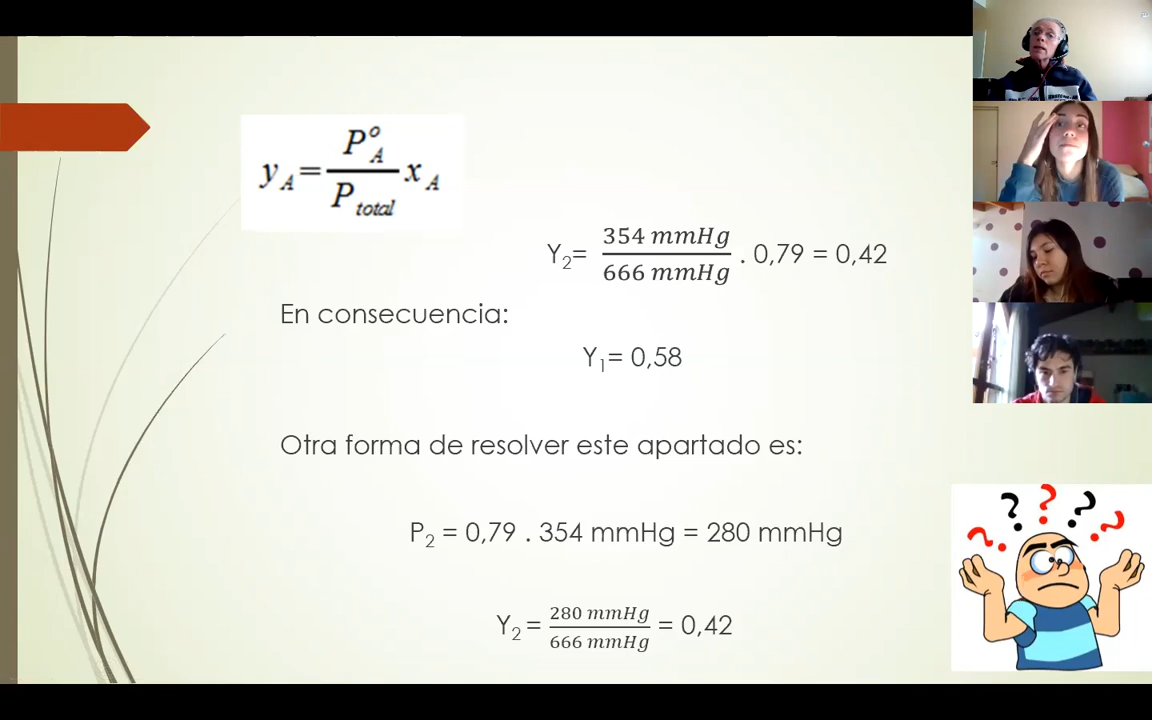 y_A = P°_A / P_total x_A
Y₂= 354 mmHg / 666 mmHg . 0,79 = 0,42
En consecuencia:
Y₁= 0,58
Otra forma de resolver este apartado es:
P₂ = 0,79 . 354 mmHg = 280 mmHg
? ? ? ? ?
Y₂ = 280 mmHg / 666 mmHg = 0,42